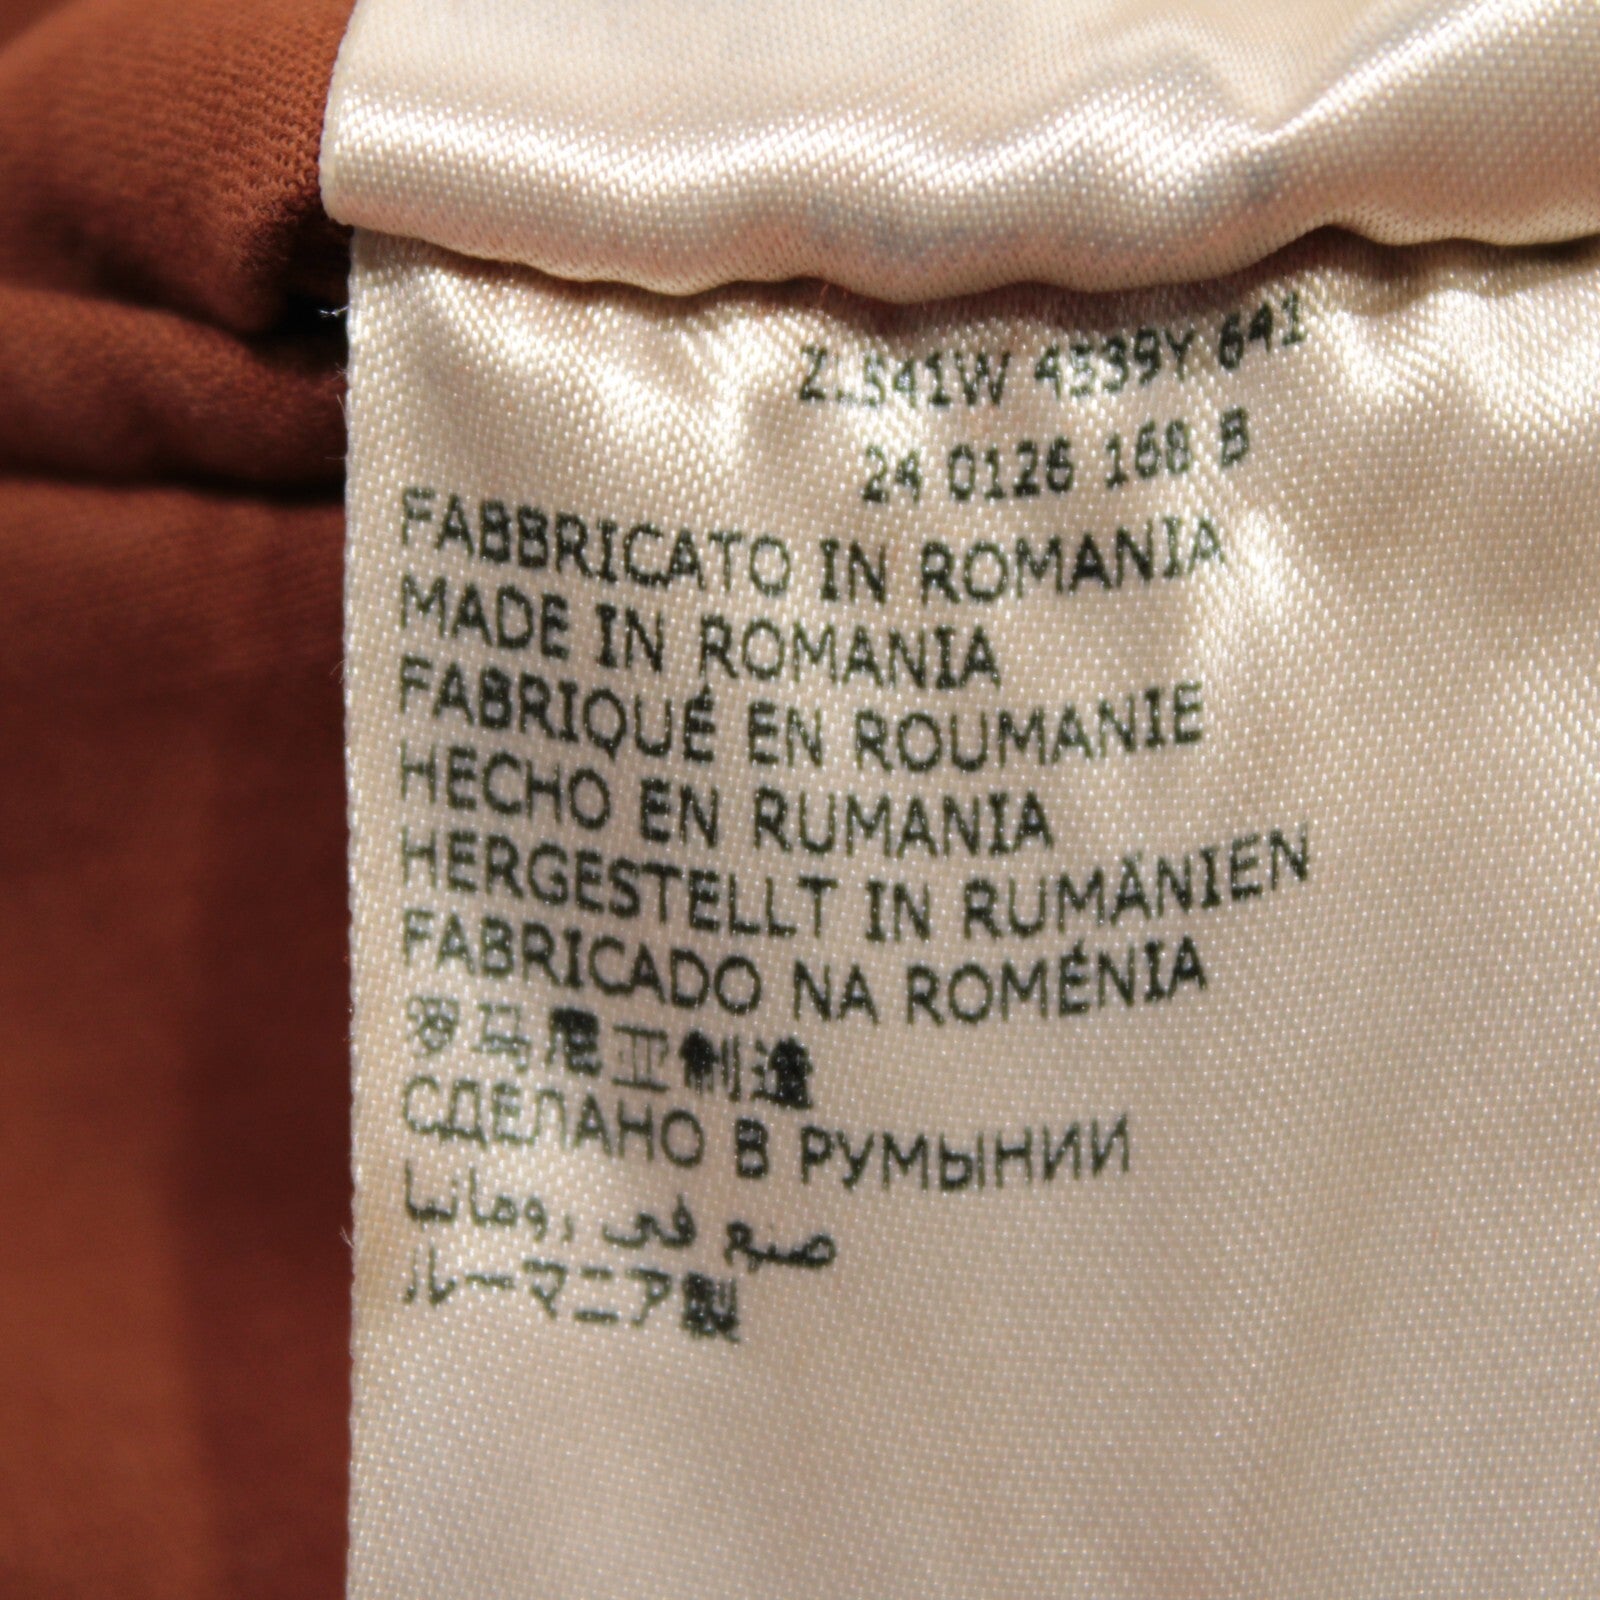 Z.S41W 4539Y 641
24 0126 168 B
FABBRICATO IN ROMANIA
MADE IN ROMANIA
FABRIQUÉ EN ROUMANIE
HECHO EN RUMANIA
HERGESTELLT IN RUMÄNIEN
FABRICADO NA ROMÉNIA
罗马尼亚制造
СДЕЛАНО В РУМЫНИИ
صنع في رومانيا
ルーマニア製